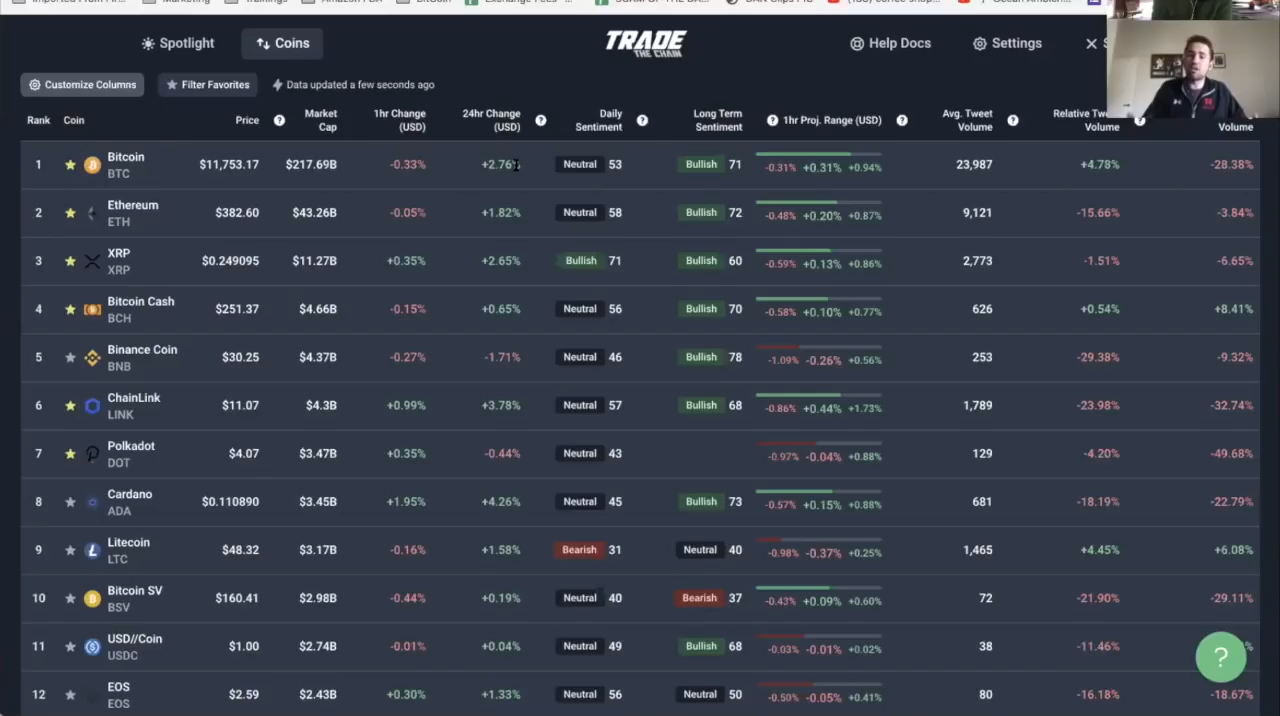 Spotlight
Coins
TRADE
THE CHAIN
Help Docs
Settings
Customize Columns
Filter Favorites
Data updated a few seconds ago
Rank Coin Price Market Cap 1hr Change (USD) 24hr Change (USD) Daily Sentiment Long Term Sentiment 1hr Proj. Range (USD) Avg. Tweet Volume Relative Volume Volume
1 Bitcoin BTC $11,753.17 $217.69B -0.33% +2.76% Neutral 53 Bullish 71 -0.31% +0.31% +0.94% 23,987 +4.78% -28.38%
2 Ethereum ETH $382.60 $43.26B -0.05% +1.82% Neutral 58 Bullish 72 -0.48% +0.20% +0.87% 9,121 -15.66% -3.84%
3 XRP XRP $0.249095 $11.27B +0.35% +2.65% Bullish 71 Bullish 60 -0.59% +0.13% +0.86% 2,773 -1.51% -6.65%
4 Bitcoin Cash BCH $251.37 $4.66B -0.15% +0.65% Neutral 56 Bullish 70 -0.58% +0.10% +0.77% 626 +0.54% +8.41%
5 Binance Coin BNB $30.25 $4.37B -0.27% -1.71% Neutral 46 Bullish 78 -1.09% -0.26% +0.56% 253 -29.38% -9.32%
6 ChainLink LINK $11.07 $4.3B +0.99% +3.78% Neutral 57 Bullish 68 -0.86% +0.44% +1.73% 1,789 -23.98% -32.74%
7 Polkadot DOT $4.07 $3.47B +0.35% -0.44% Neutral 43 -0.97% -0.04% +0.88% 129 -4.20% -49.68%
8 Cardano ADA $0.110890 $3.45B +1.95% +4.26% Neutral 45 Bullish 73 -0.57% +0.15% +0.88% 681 -18.19% -22.79%
9 Litecoin LTC $48.32 $3.17B -0.16% +1.58% Bearish 31 Neutral 40 -0.98% -0.37% +0.25% 1,465 +4.45% +6.08%
10 Bitcoin SV BSV $160.41 $2.98B -0.44% +0.19% Neutral 40 Bearish 37 -0.43% +0.09% +0.60% 72 -21.90% -29.11%
11 USD//Coin USDC $1.00 $2.74B -0.01% +0.04% Neutral 49 Bullish 68 -0.03% -0.01% +0.02% 38 -11.46%
12 EOS EOS $2.59 $2.43B +0.30% +1.33% Neutral 56 Neutral 50 -0.50% -0.05% +0.41% 80 -16.18% -18.67%